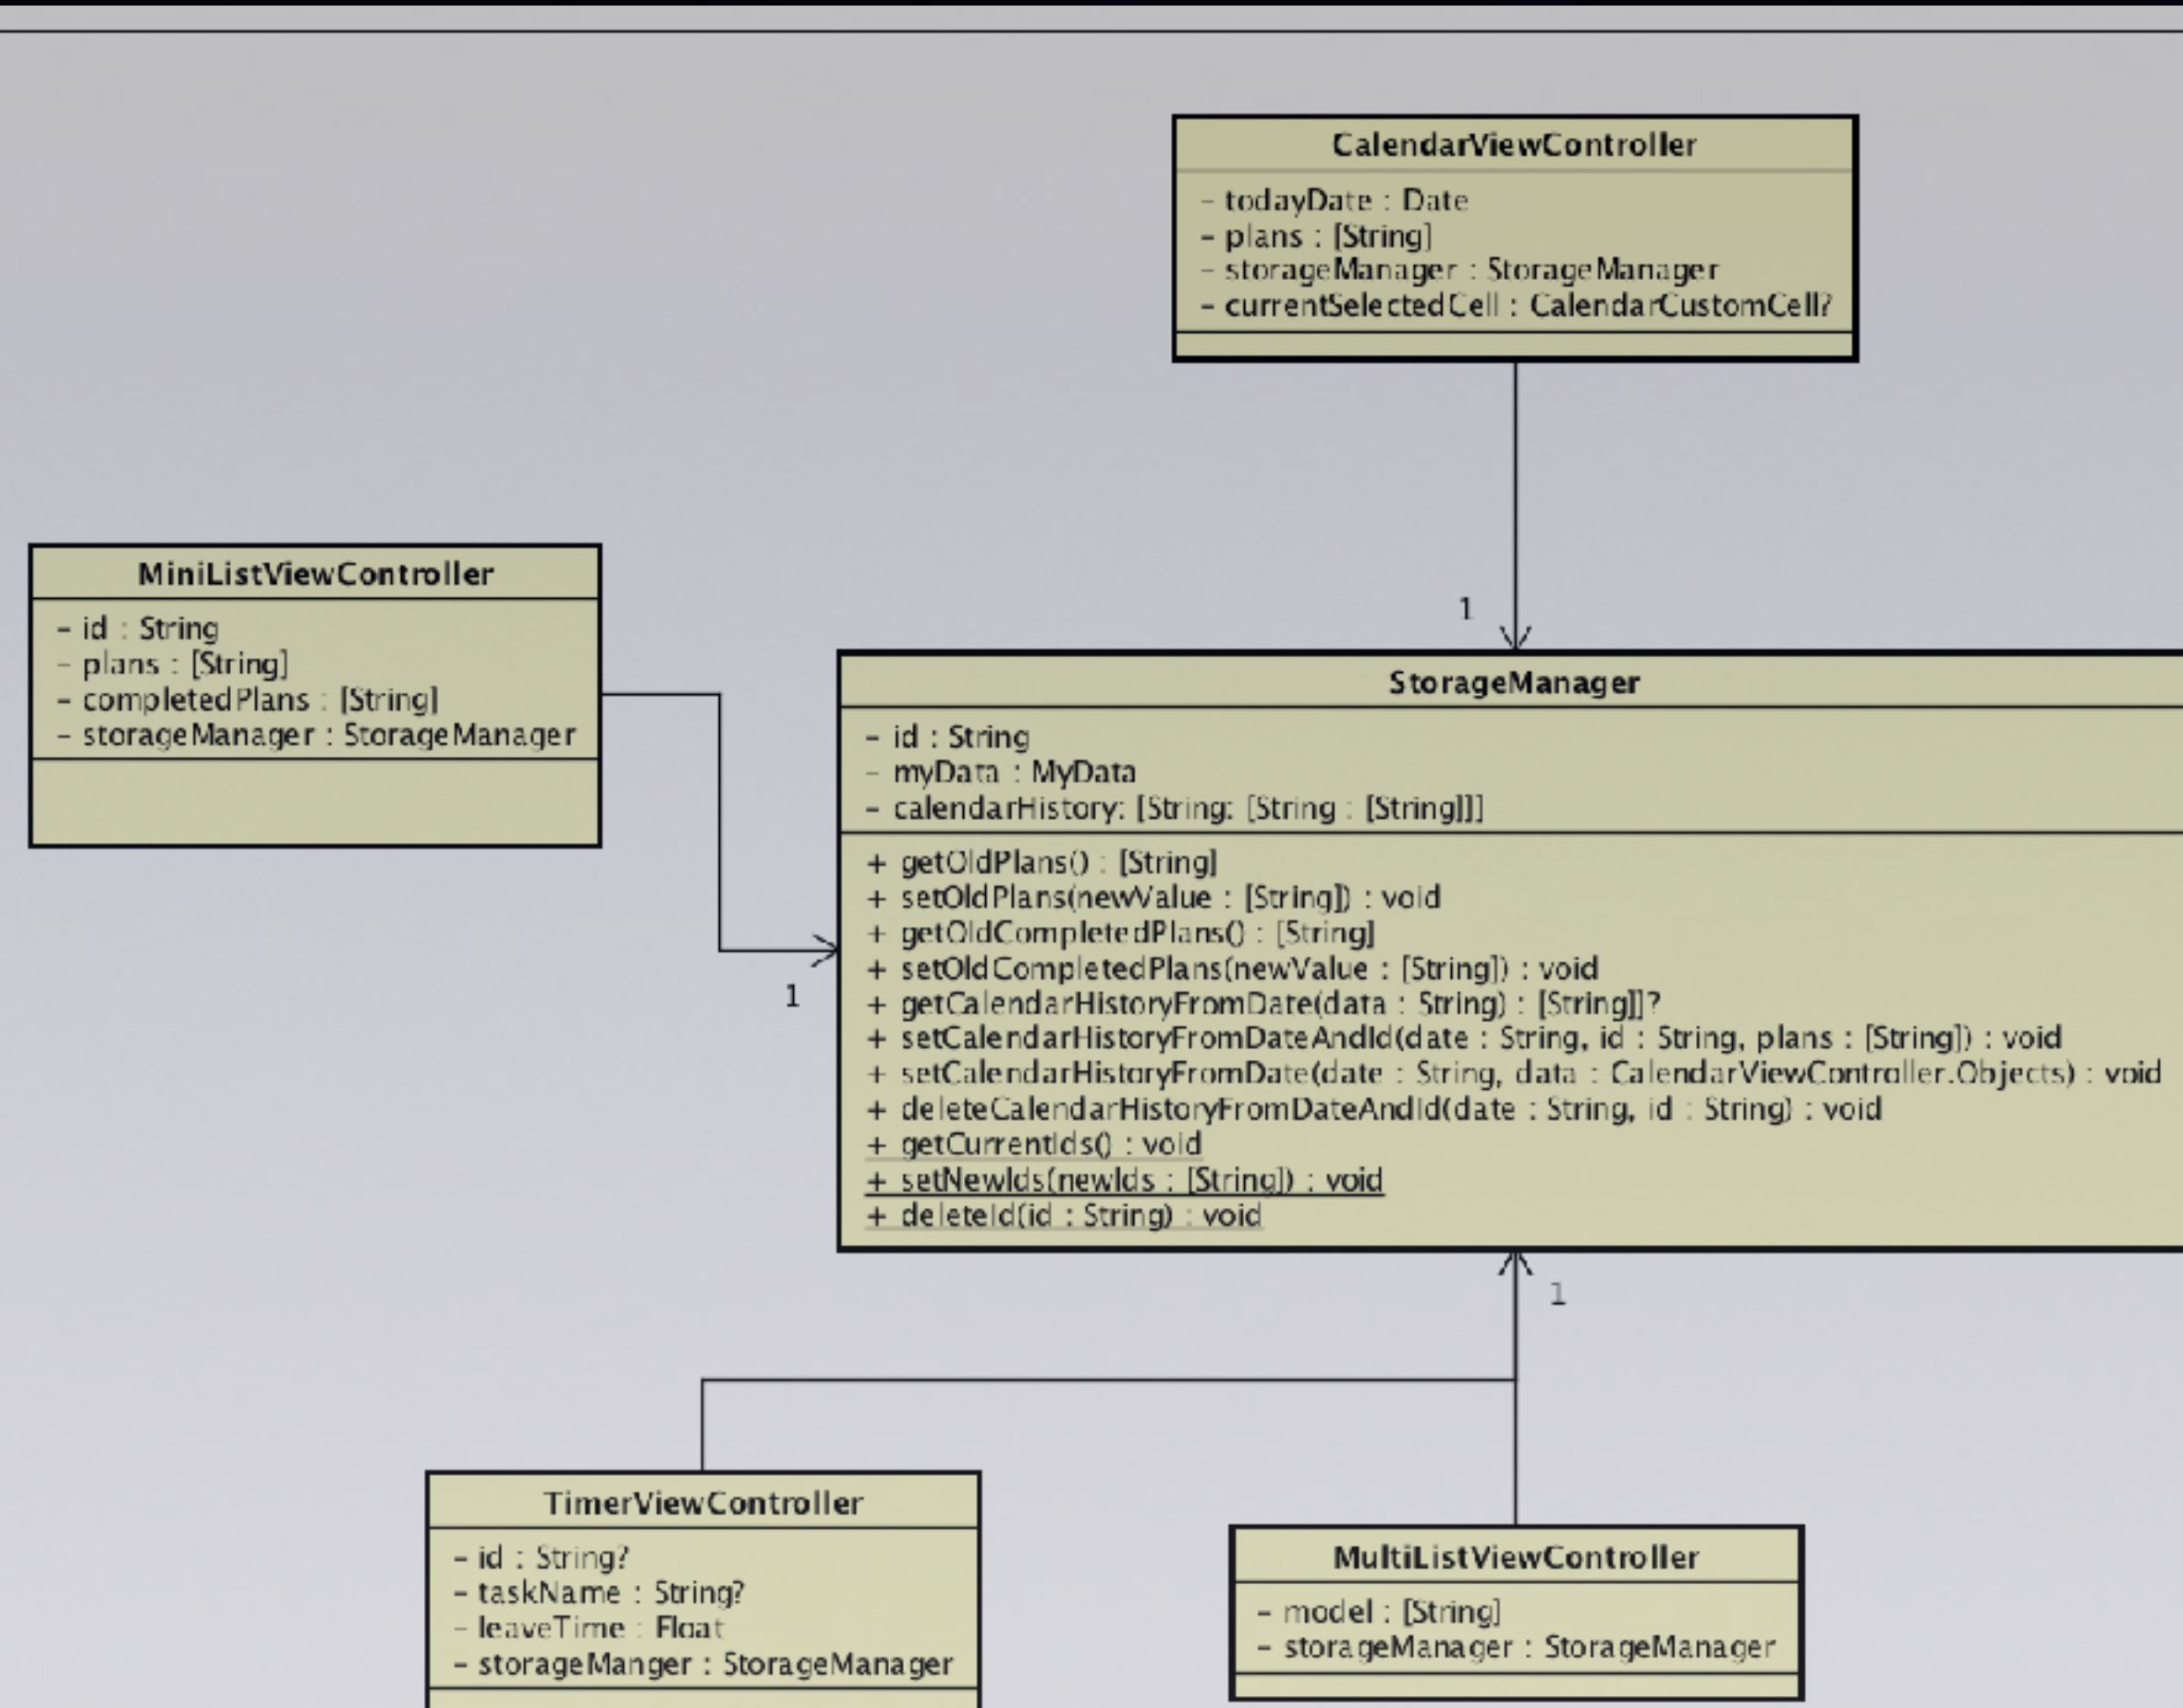 CalendarViewController
- todayDate : Date
- plans : [String]
- storageManager : StorageManager
- currentSelectedCell : CalendarCustomCell?
MiniListViewController
- id : String
- plans : [String]
- completedPlans : [String]
- storageManager : StorageManager
1
1
StorageManager
- id : String
- myData : MyData
- calendarHistory: [String: [String : [String]]]
+ getOldPlans() : [String]
+ setOldPlans(newValue : [String]) : void
+ getOldCompletedPlans() : [String]
+ setOldCompletedPlans(newValue : [String]) : void
+ getCalendarHistoryFromDate(data : String) : [String]]?
+ setCalendarHistoryFromDateAndId(date : String, id : String, plans : [String]) : void
+ setCalendarHistoryFromDate(date : String, data : CalendarViewController.Objects) : void
+ deleteCalendarHistoryFromDateAndId(date : String, id : String) : void
+ getCurrentIds() : void
+ setNewIds(newIds : [String]) : void
+ deleteId(id : String) : void
1
TimerViewController
- id : String?
- taskName : String?
- leaveTime : Float
- storageManger : StorageManager
MultiListViewController
- model : [String]
- storageManager : StorageManager